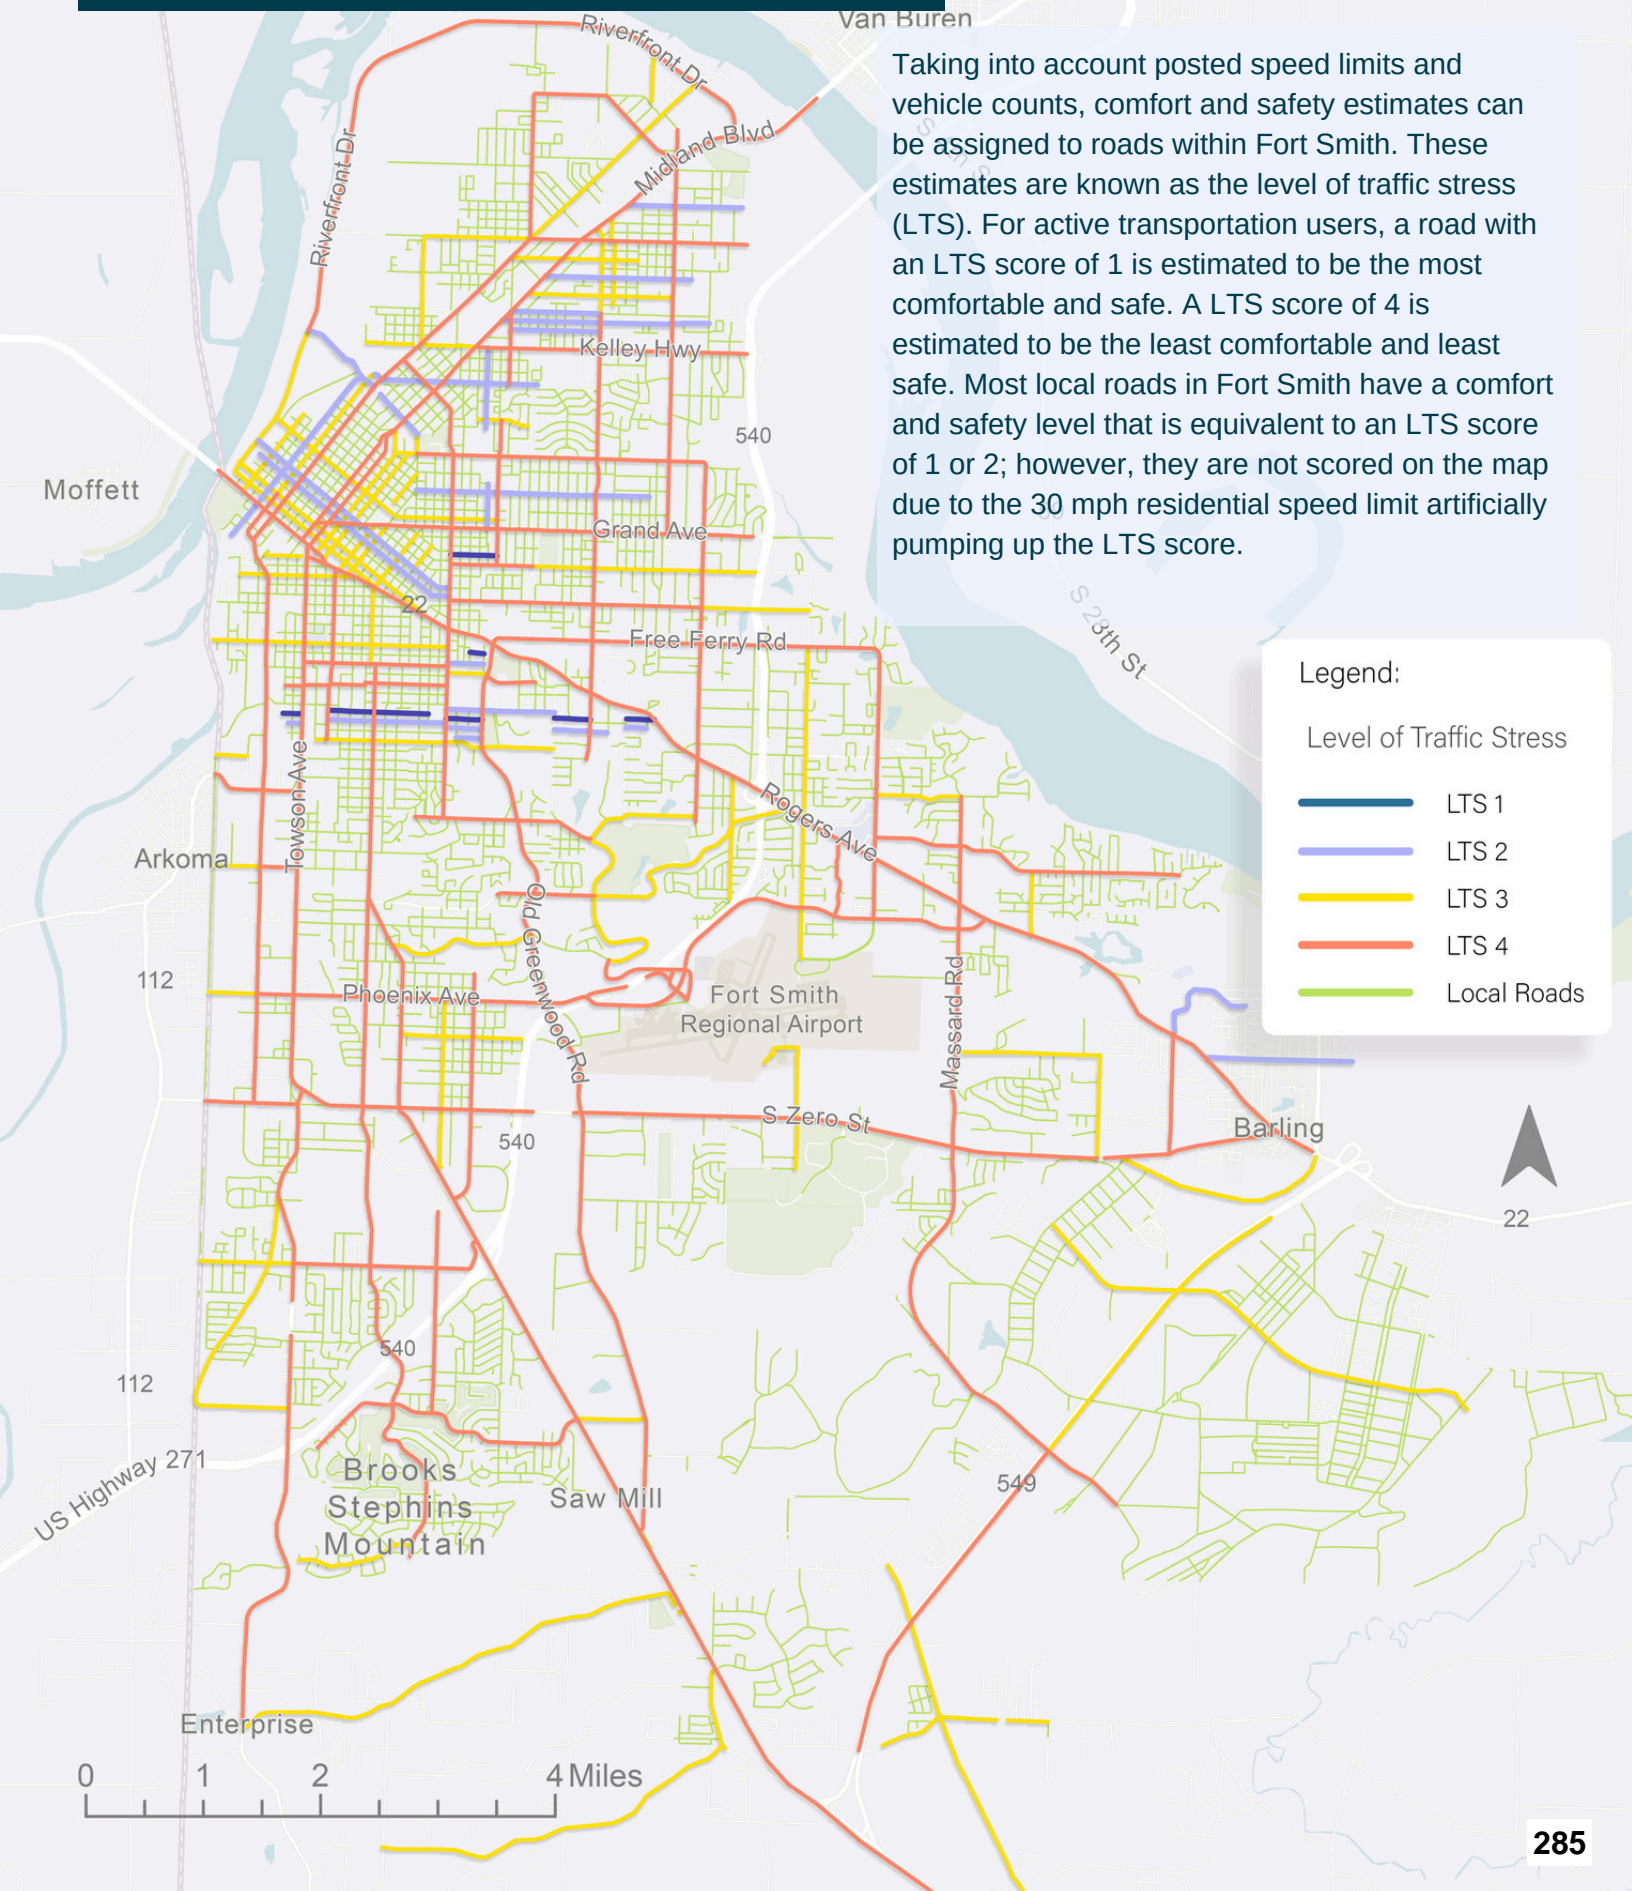 Van Buren
Riverfront Dr
Taking into account posted speed limits and
vehicle counts, comfort and safety estimates can
be assigned to roads within Fort Smith. These
estimates are known as the level of traffic stress
(LTS). For active transportation users, a road with
an LTS score of 1 is estimated to be the most
comfortable and safe. A LTS score of 4 is
estimated to be the least comfortable and least
safe. Most local roads in Fort Smith have a comfort
and safety level that is equivalent to an LTS score
of 1 or 2; however, they are not scored on the map
due to the 30 mph residential speed limit artificially
pumping up the LTS score.
Midland Blvd
Riverfront Dr
Kelley Hwy
540
Moffett
Grand Ave
22
S 28th St
Free Ferry Rd
Legend:
Level of Traffic Stress
LTS 1
LTS 2
LTS 3
LTS 4
Local Roads
Towson Ave
Rogers Ave
Arkoma
Old Greenwood Rd
112
Phoenix Ave
Fort Smith
Regional Airport
Massard Rd
S Zero St
540
Barling
22
540
112
US Highway 271
Brooks
Stephins
Mountain
Saw Mill
549
Enterprise
0 1 2 4 Miles
285